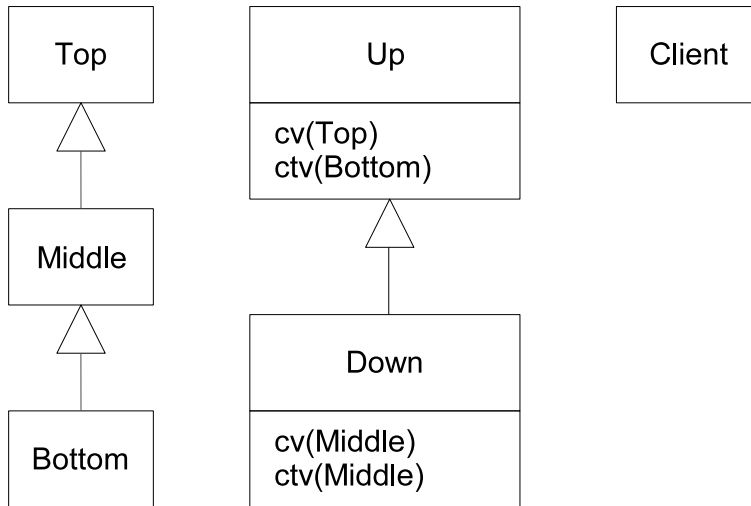 Top
Up
Client
cv(Top)
ctv(Bottom)
Middle
Down
Bottom
cv(Middle)
ctv(Middle)